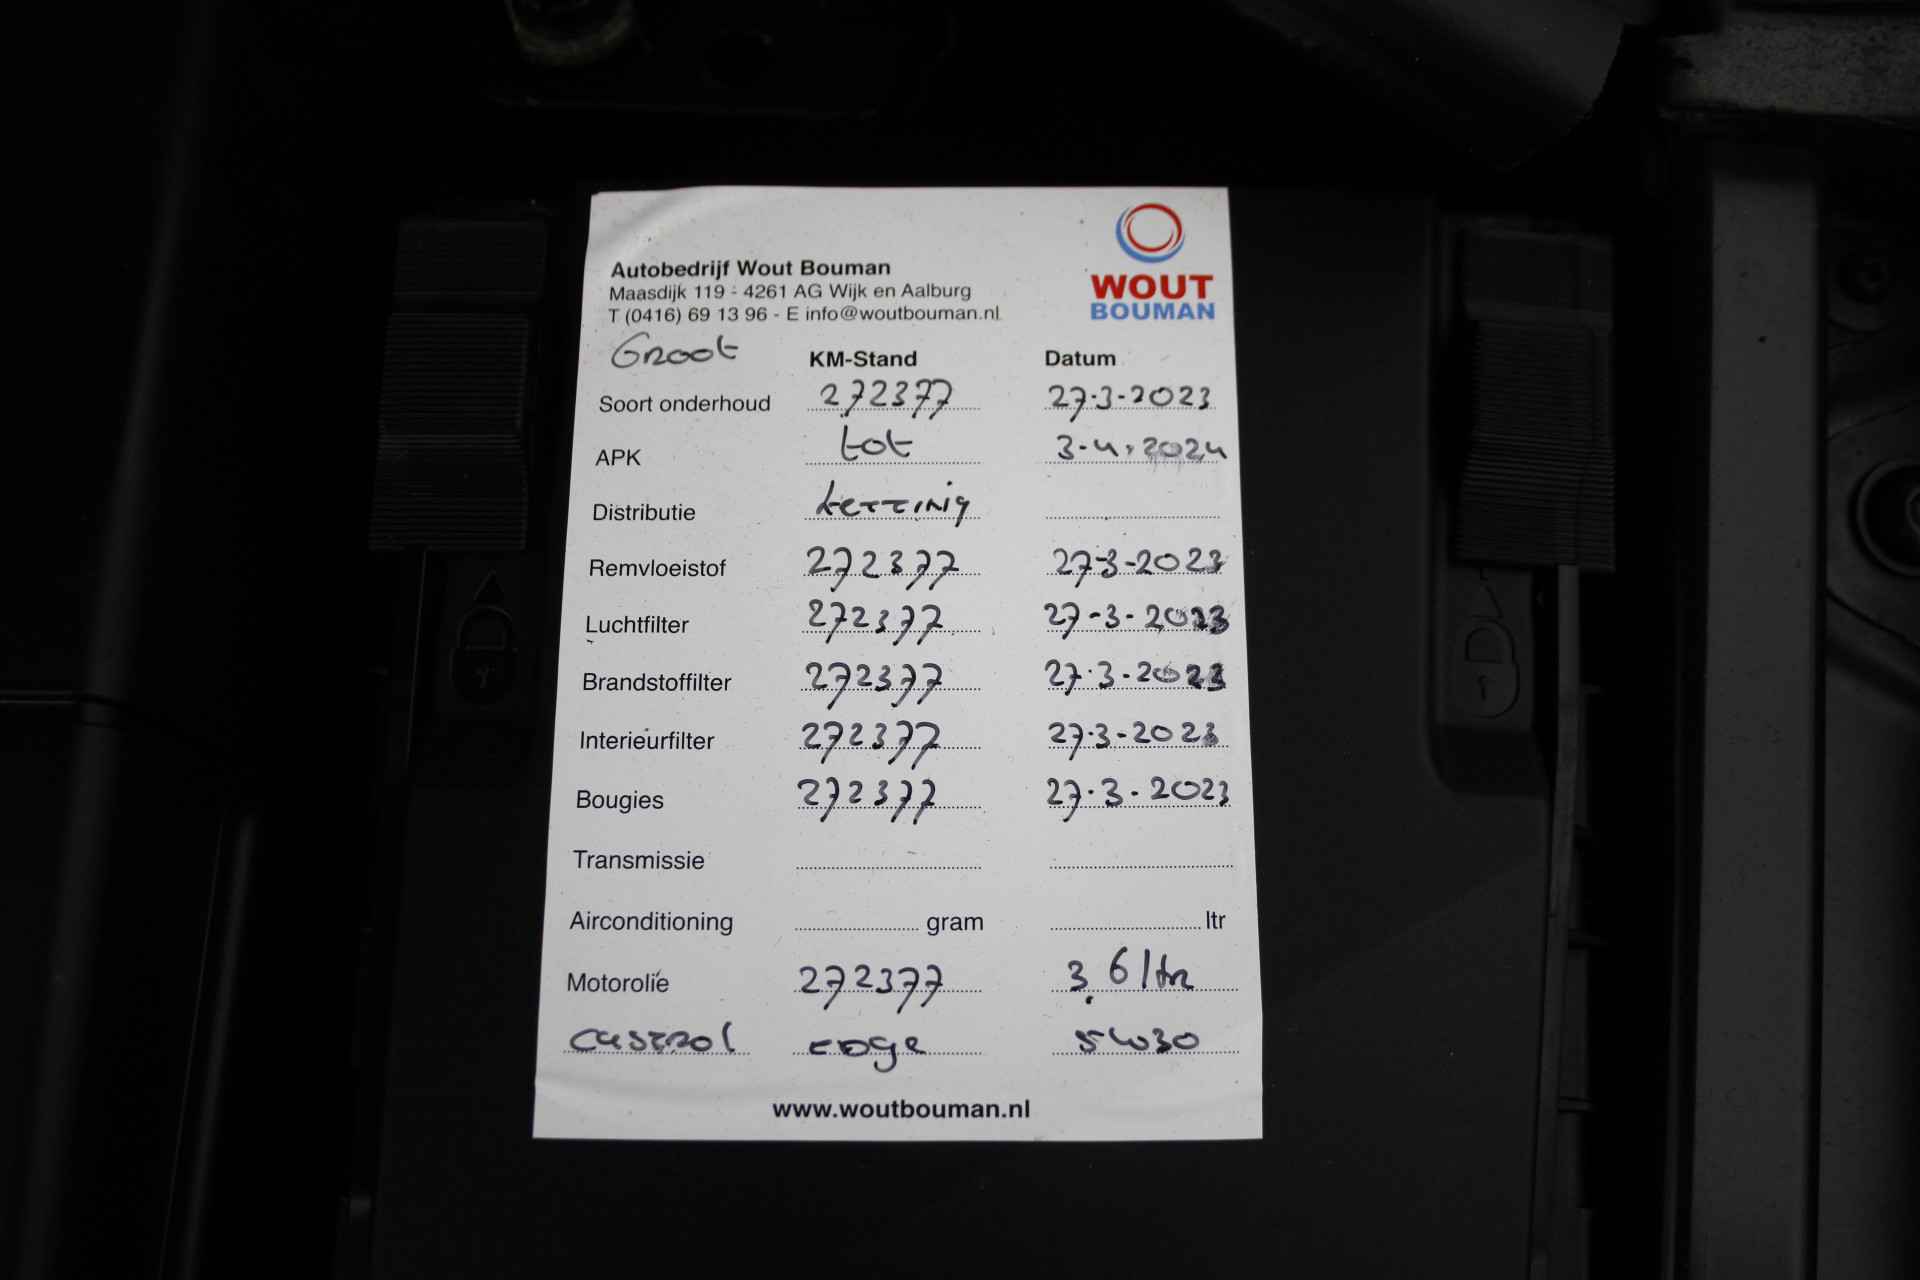 WOUT
BOUMAN
Autobedrijf Wout Bouman
Maasdijk 119 - 4261 AG Wijk en Aalburg
T (0416) 69 13 96 - E info@woutbouman.nl
Groot KM-Stand Datum
Soort onderhoud 272377 27-3-2023
APK tot 3-4-2024
Distributie ketting
Remvloeistof 272377 27-3-2023
Luchtfilter 272377 27-3-2023
Brandstoffilter 272377 27-3-2023
Interieurfilter 272377 27-3-2023
Bougies 272377 27-3-2023
Transmissie
Airconditioning gram ltr
Motorolie 272377 3,6 ltr
Castrol edge 5w30
www.woutbouman.nl